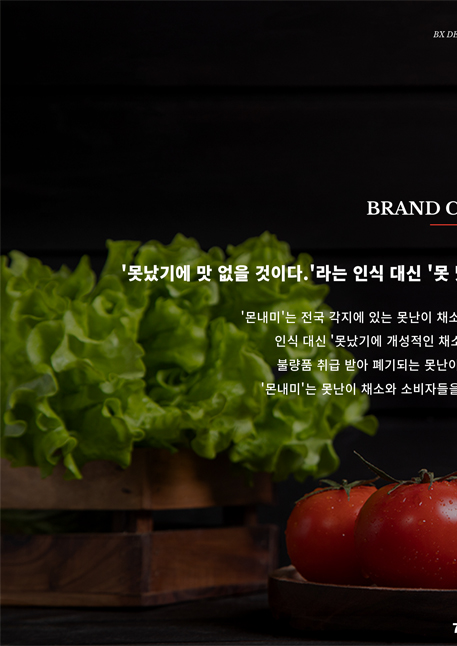 BX DE
BRAND C
'못났기에 맛 없을 것이다.'라는 인식 대신 '못
'몬내미'는 전국 각지에 있는 못난이 채소
인식 대신 '못났기에 개성적인 채소
불량품 취급 받아 폐기되는 못난이
'몬내미'는 못난이 채소와 소비자들을
7